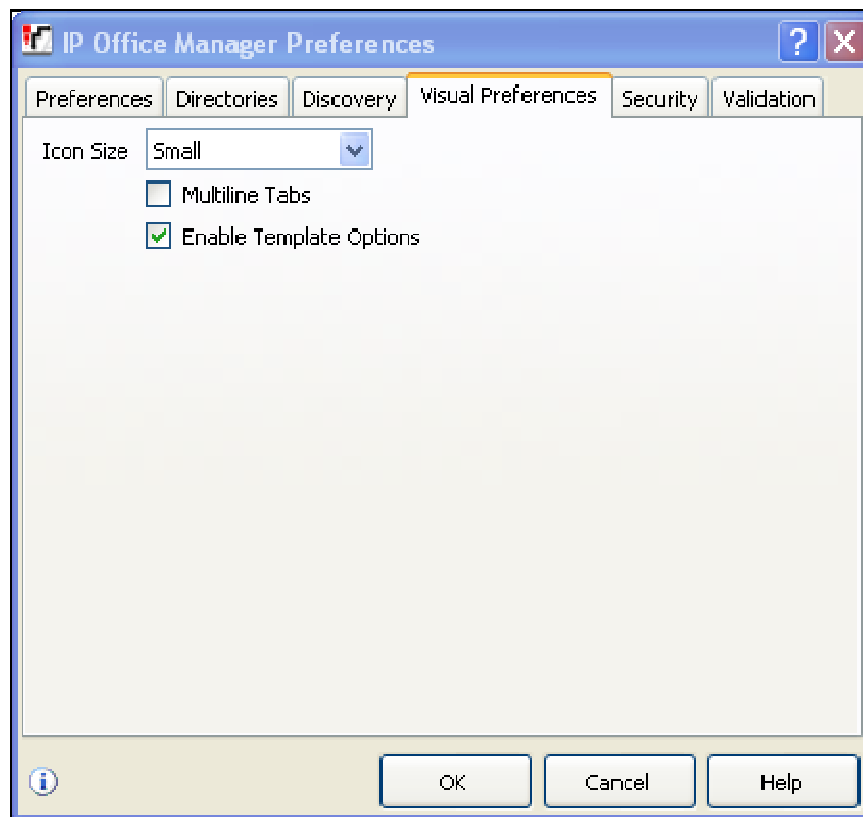 IP Office Manager Preferences
Preferences Directories Discovery Visual Preferences Security Validation
Icon Size Small
Multiline Tabs
Enable Template Options
OK Cancel Help